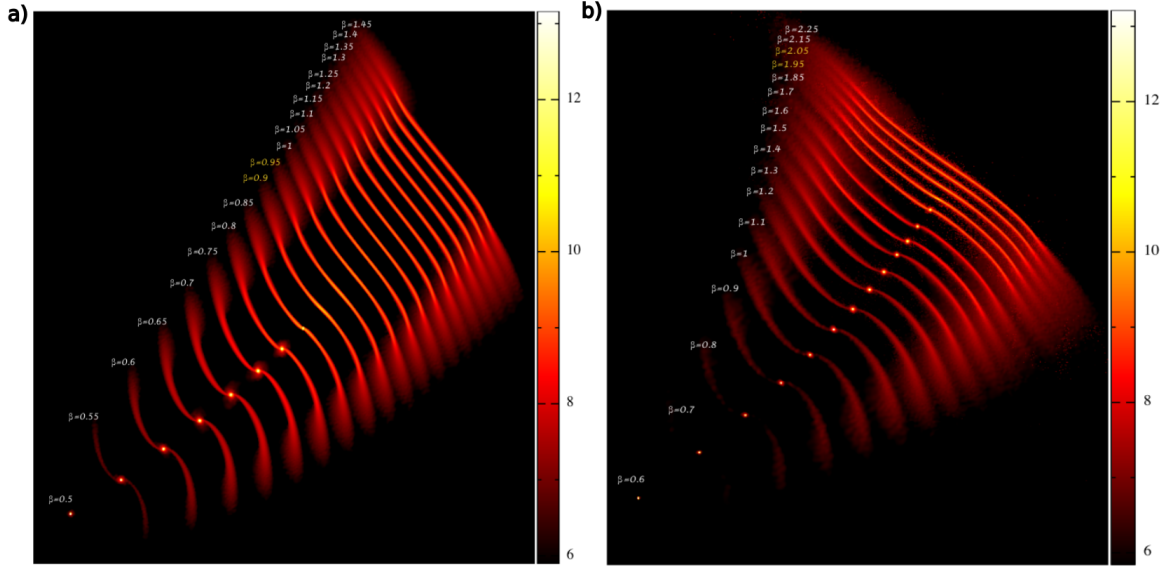 a)
β=1.45
β=1.4
β=1.35
β=1.3
β=1.25
β=1.2
β=1.15
β=1.1
β=1.05
β=1
β=0.95
β=0.9
β=0.85
β=0.8
β=0.75
β=0.7
β=0.65
β=0.6
β=0.55
β=0.5
12
10
8
6
b)
β=2.25
β=2.15
β=2.05
β=1.95
β=1.85
β=1.7
β=1.6
β=1.5
β=1.4
β=1.3
β=1.2
β=1.1
β=1
β=0.9
β=0.8
β=0.7
β=0.6
12
10
8
6